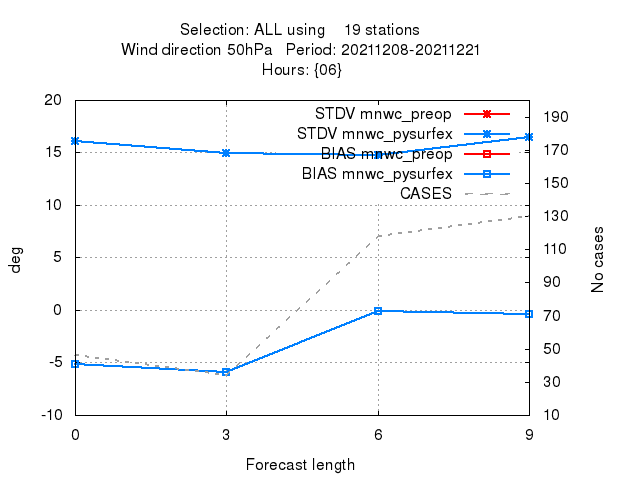 Selection: ALL using 19 stations
Wind direction 50hPa Period: 20211208-20211221
Hours: {06}
STDV mnwc_preop
STDV mnwc_pysurfex
BIAS mnwc_preop
BIAS mnwc_pysurfex
CASES
20
15
10
5
0
-5
-10
deg
190
170
150
130
110
90
70
50
30
10
No cases
0 3 6 9
Forecast length